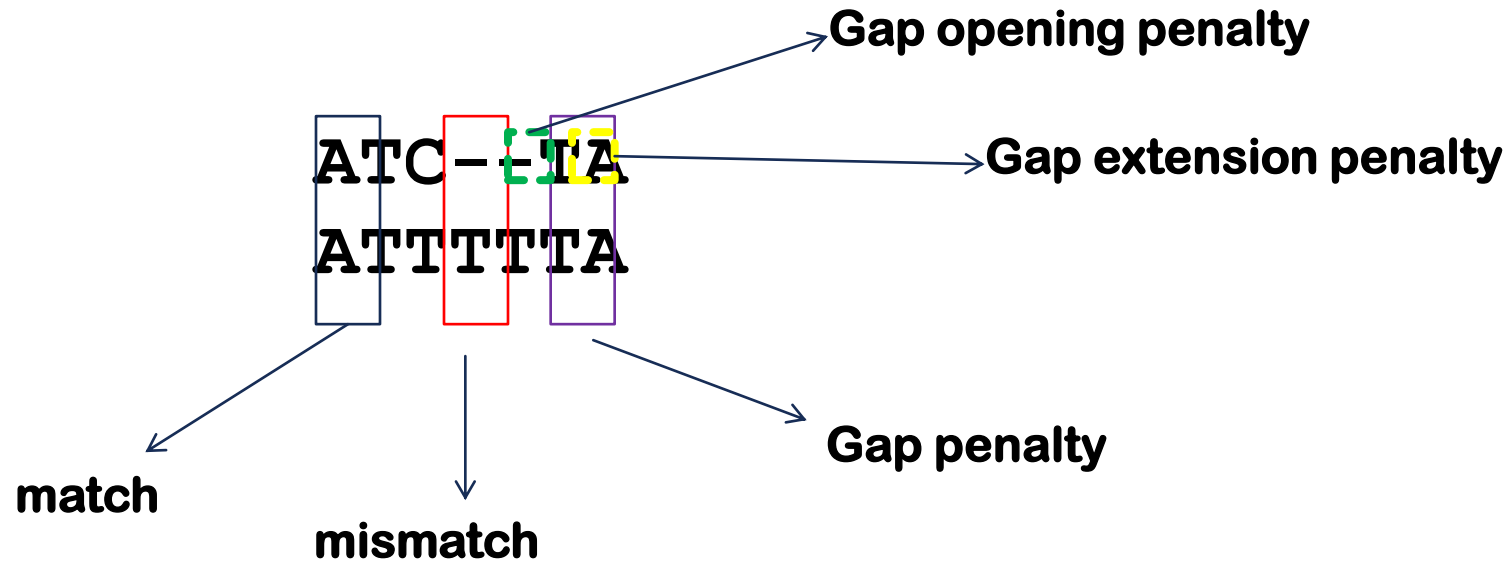 Gap opening penalty
ATC--TA
Gap extension penalty
ATTTTTA
Gap penalty
match
mismatch